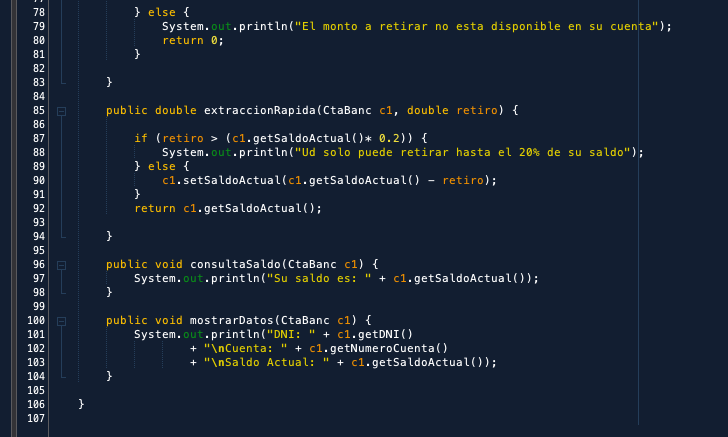 78 } else {
79 System.out.println("El monto a retirar no esta disponible en su cuenta");
80 return 0;
81 }
82
83 }
84
85 public double extraccionRapida(CtaBanc c1, double retiro) {
86
87 if (retiro > (c1.getSaldoActual()* 0.2)) {
88 System.out.println("Ud solo puede retirar hasta el 20% de su saldo");
89 } else {
90 c1.setSaldoActual(c1.getSaldoActual() - retiro);
91 }
92 return c1.getSaldoActual();
93
94 }
95
96 public void consultaSaldo(CtaBanc c1) {
97 System.out.println("Su saldo es: " + c1.getSaldoActual());
98 }
99
100 public void mostrarDatos(CtaBanc c1) {
101 System.out.println("DNI: " + c1.getDNI()
102 + "\nCuenta: " + c1.getNumeroCuenta()
103 + "\nSaldo Actual: " + c1.getSaldoActual());
104 }
105
106 }
107